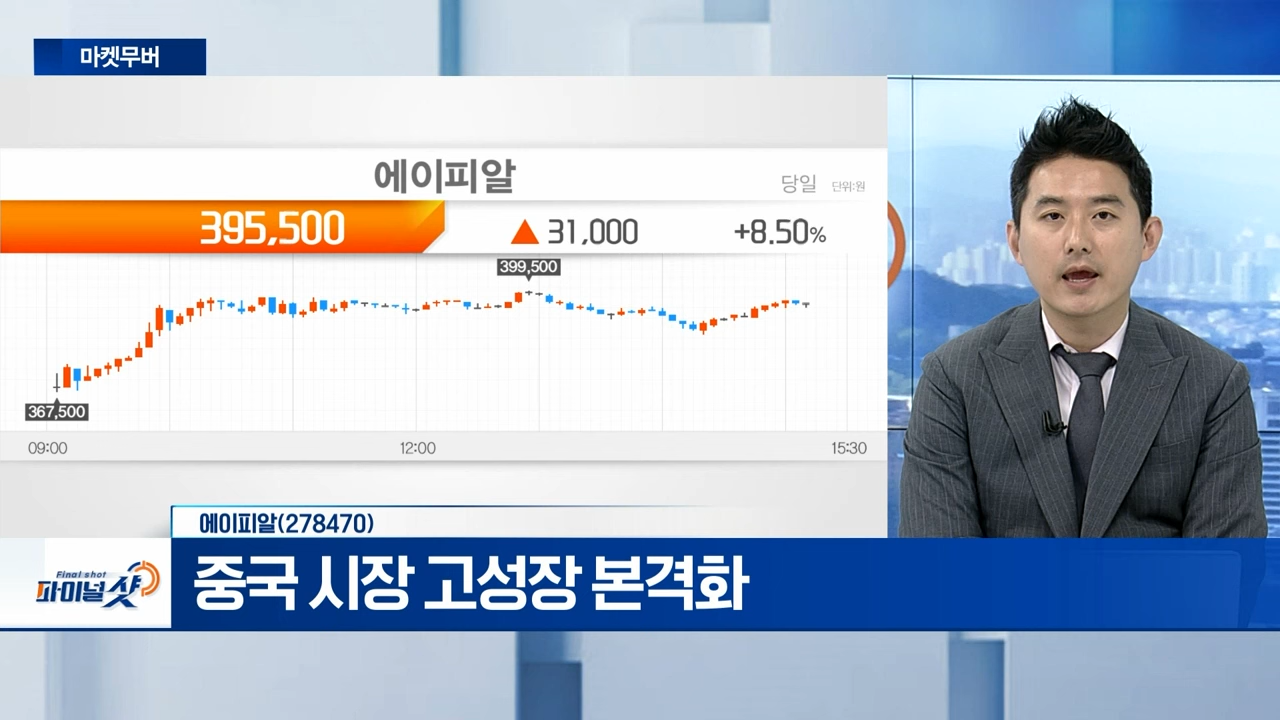 마켓무버
에이피알
당일 단위:원
395,500 ▲ 31,000 +8.50%
399,500
367,500
09:00 12:00 15:30
에이피알(278470)
Final shot
파이널샷
중국 시장 고성장 본격화